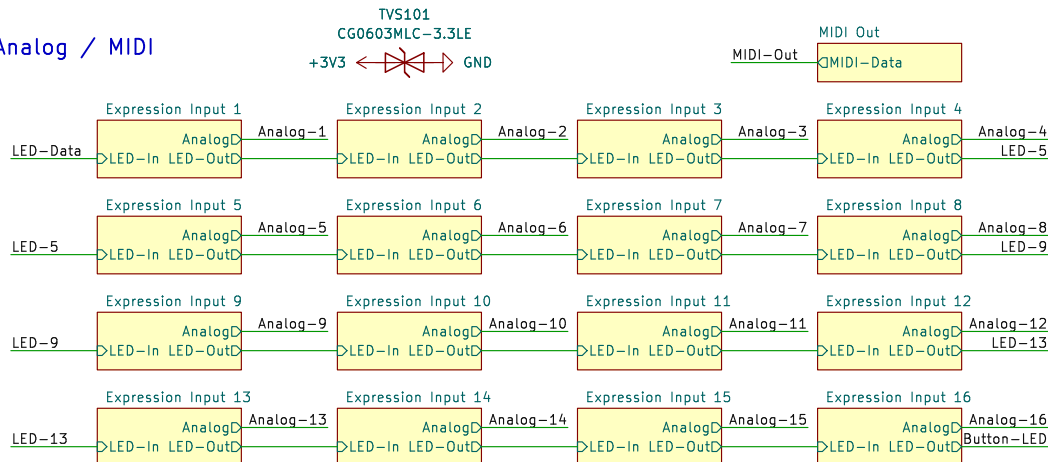 Analog / MIDI
TVS101
CG0603MLC-3.3LE
+3V3 GND
MIDI Out
MIDI-Out MIDI-Data
Expression Input 1 Expression Input 2 Expression Input 3 Expression Input 4
Analog Analog-1 Analog Analog-2 Analog Analog-3 Analog Analog-4
LED-Data LED-In LED-Out LED-In LED-Out LED-In LED-Out LED-In LED-Out LED-5
Expression Input 5 Expression Input 6 Expression Input 7 Expression Input 8
Analog Analog-5 Analog Analog-6 Analog Analog-7 Analog Analog-8
LED-5 LED-In LED-Out LED-In LED-Out LED-In LED-Out LED-In LED-Out LED-9
Expression Input 9 Expression Input 10 Expression Input 11 Expression Input 12
Analog Analog-9 Analog Analog-10 Analog Analog-11 Analog Analog-12
LED-9 LED-In LED-Out LED-In LED-Out LED-In LED-Out LED-In LED-Out LED-13
Expression Input 13 Expression Input 14 Expression Input 15 Expression Input 16
Analog Analog-13 Analog Analog-14 Analog Analog-15 Analog Analog-16
LED-13 LED-In LED-Out LED-In LED-Out LED-In LED-Out LED-In LED-Out Button-LED